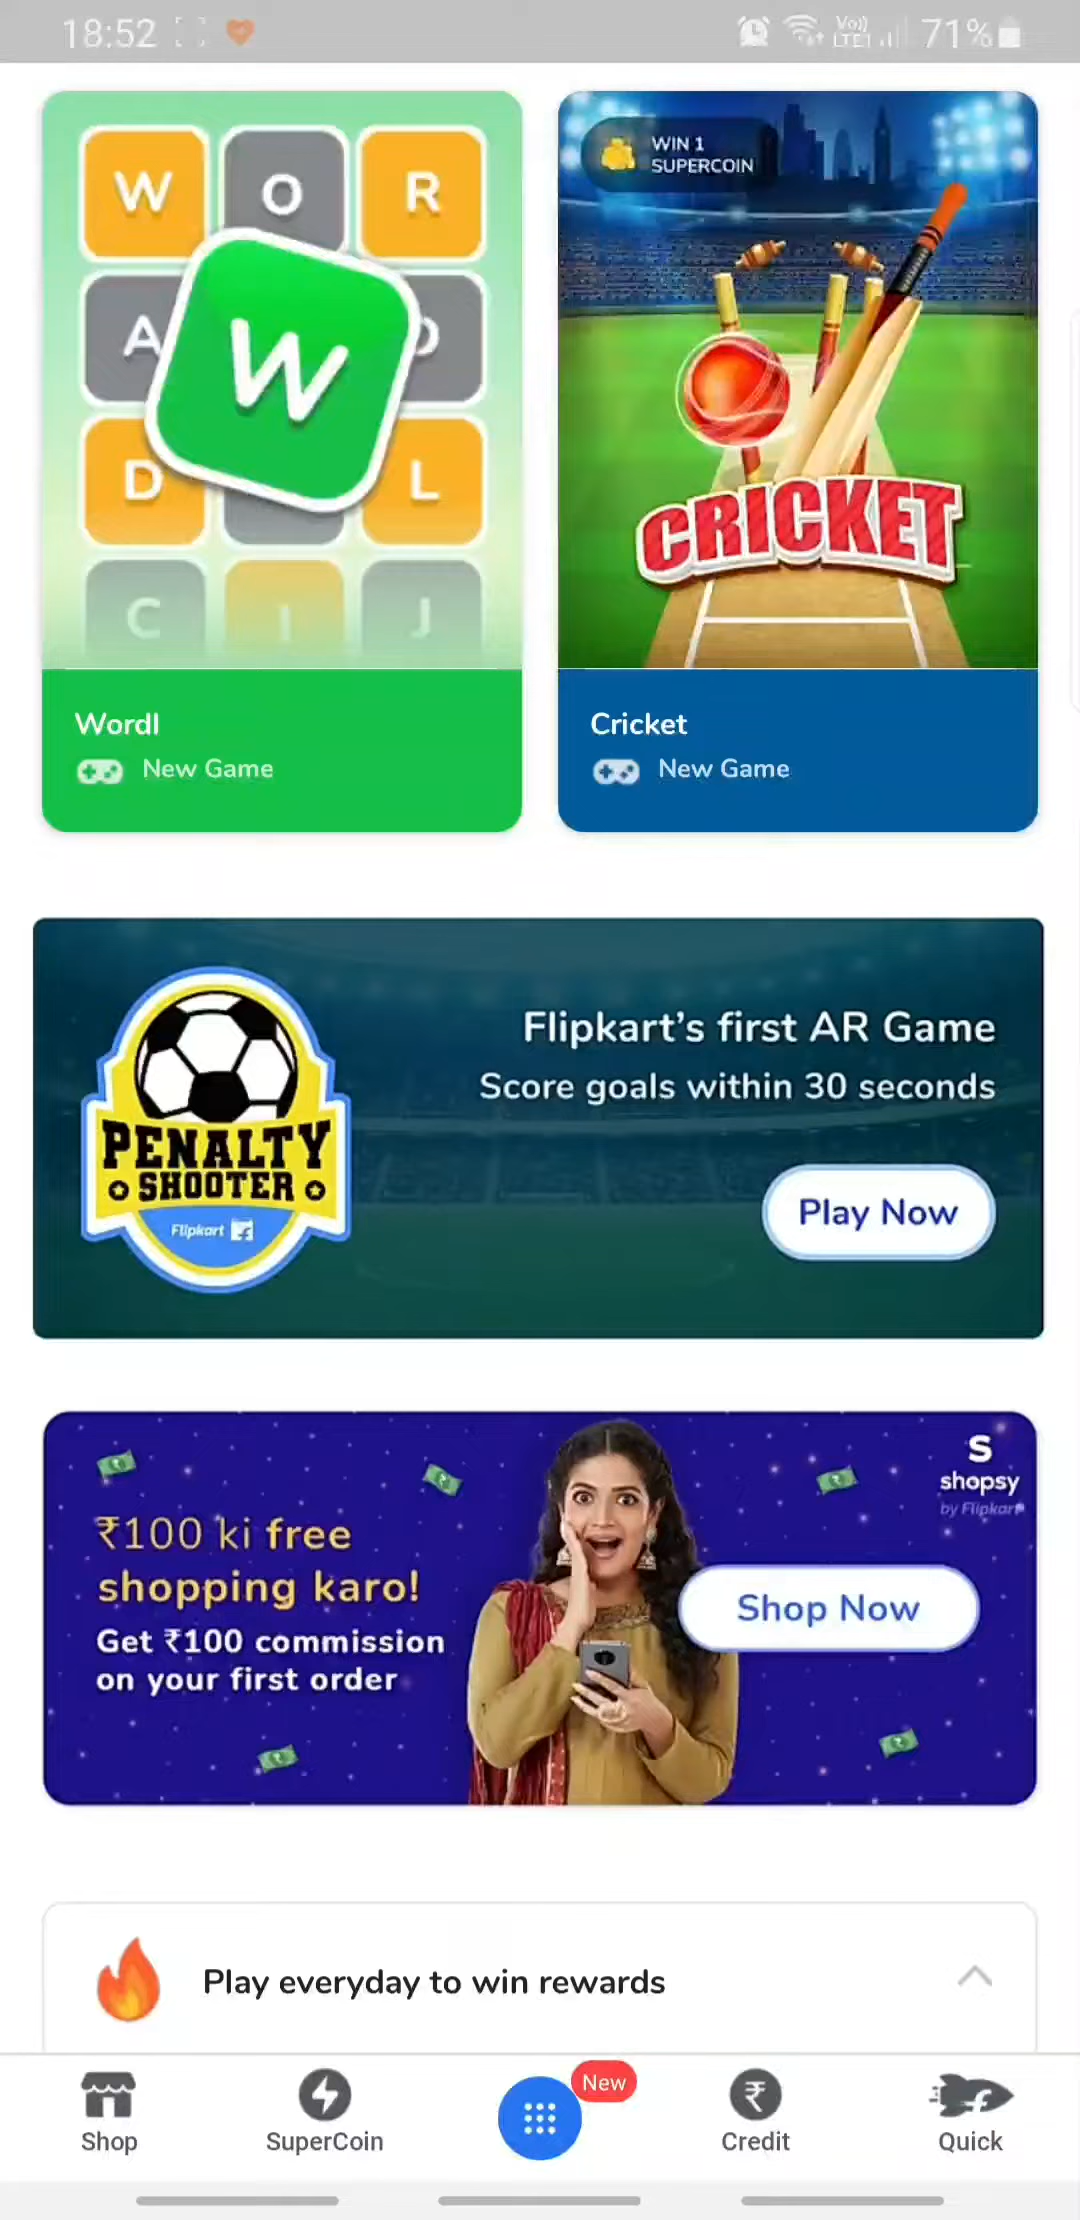 18:52
Vo))
LTE
71%
W O R
A O
D L
W
C I J
WIN 1
SUPERCOIN
CRICKET
Wordl
New Game
Cricket
New Game
PENALTY
SHOOTER
Flipkart
Flipkart's first AR Game
Score goals within 30 seconds
Play Now
S
shopsy
by Flipkart
₹100 ki free
shopping karo!
Get ₹100 commission
on your first order
Shop Now
Play everyday to win rewards
New
Shop
SuperCoin
Credit
Quick